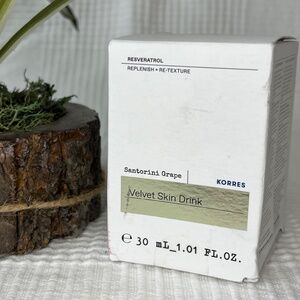 RESVERATROL
REPLENISH + RE-TEXTURE
Santorini Grape
KORRES
Velvet Skin Drink
℮ 30 mL_1.01 FL.OZ.